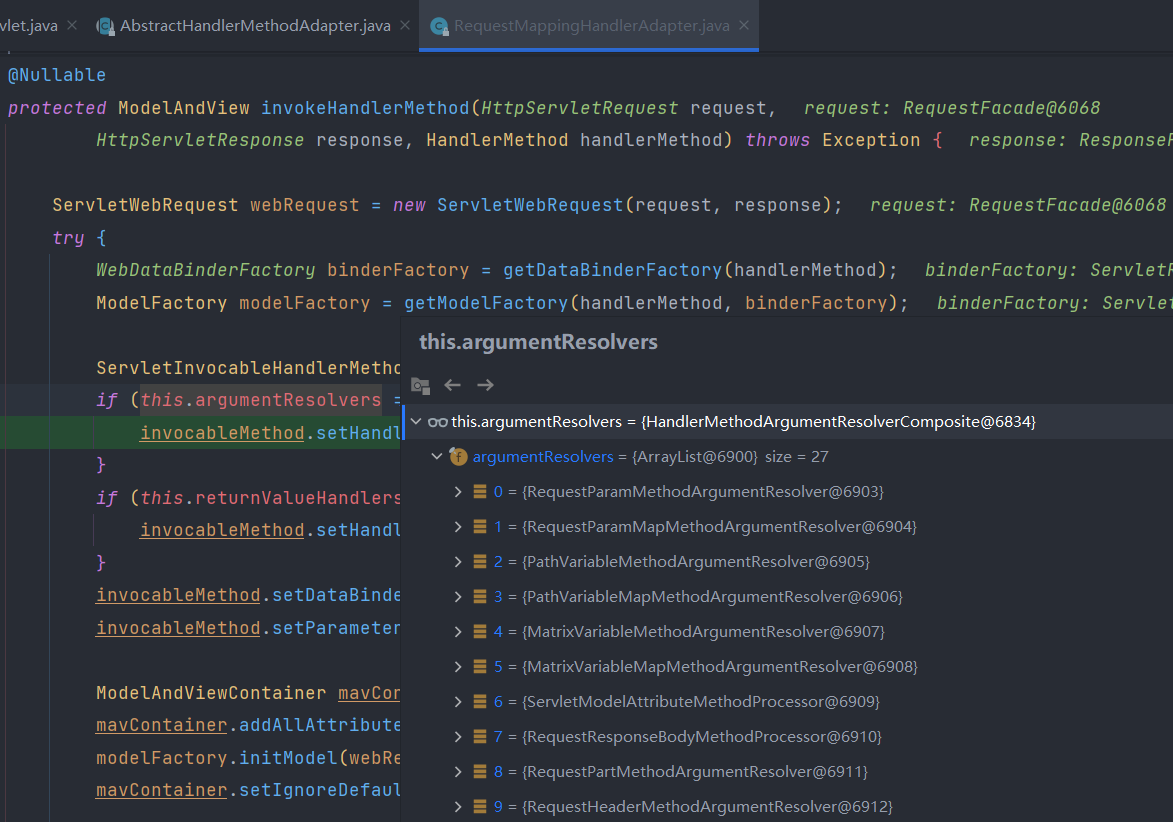 vlet.java
AbstractHandlerMethodAdapter.java
RequestMappingHandlerAdapter.java
@Nullable
protected ModelAndView invokeHandlerMethod(HttpServletRequest request,   request: RequestFacade@6068
        HttpServletResponse response, HandlerMethod handlerMethod) throws Exception {   response: ResponseF
    ServletWebRequest webRequest = new ServletWebRequest(request, response);   request: RequestFacade@6068
    try {
        WebDataBinderFactory binderFactory = getDataBinderFactory(handlerMethod);   binderFactory: ServletR
        ModelFactory modelFactory = getModelFactory(handlerMethod, binderFactory);   binderFactory: Servlet
        ServletInvocableHandlerMetho
        if (this.argumentResolvers =
            invocableMethod.setHandl
        }
        if (this.returnValueHandlers
            invocableMethod.setHandl
        }
        invocableMethod.setDataBinde
        invocableMethod.setParameter
        ModelAndViewContainer mavCon
        mavContainer.addAllAttribute
        modelFactory.initModel(webRe
        mavContainer.setIgnoreDefaul
this.argumentResolvers
this.argumentResolvers = {HandlerMethodArgumentResolverComposite@6834}
argumentResolvers = {ArrayList@6900} size = 27
0 = {RequestParamMethodArgumentResolver@6903}
1 = {RequestParamMapMethodArgumentResolver@6904}
2 = {PathVariableMethodArgumentResolver@6905}
3 = {PathVariableMapMethodArgumentResolver@6906}
4 = {MatrixVariableMethodArgumentResolver@6907}
5 = {MatrixVariableMapMethodArgumentResolver@6908}
6 = {ServletModelAttributeMethodProcessor@6909}
7 = {RequestResponseBodyMethodProcessor@6910}
8 = {RequestPartMethodArgumentResolver@6911}
9 = {RequestHeaderMethodArgumentResolver@6912}